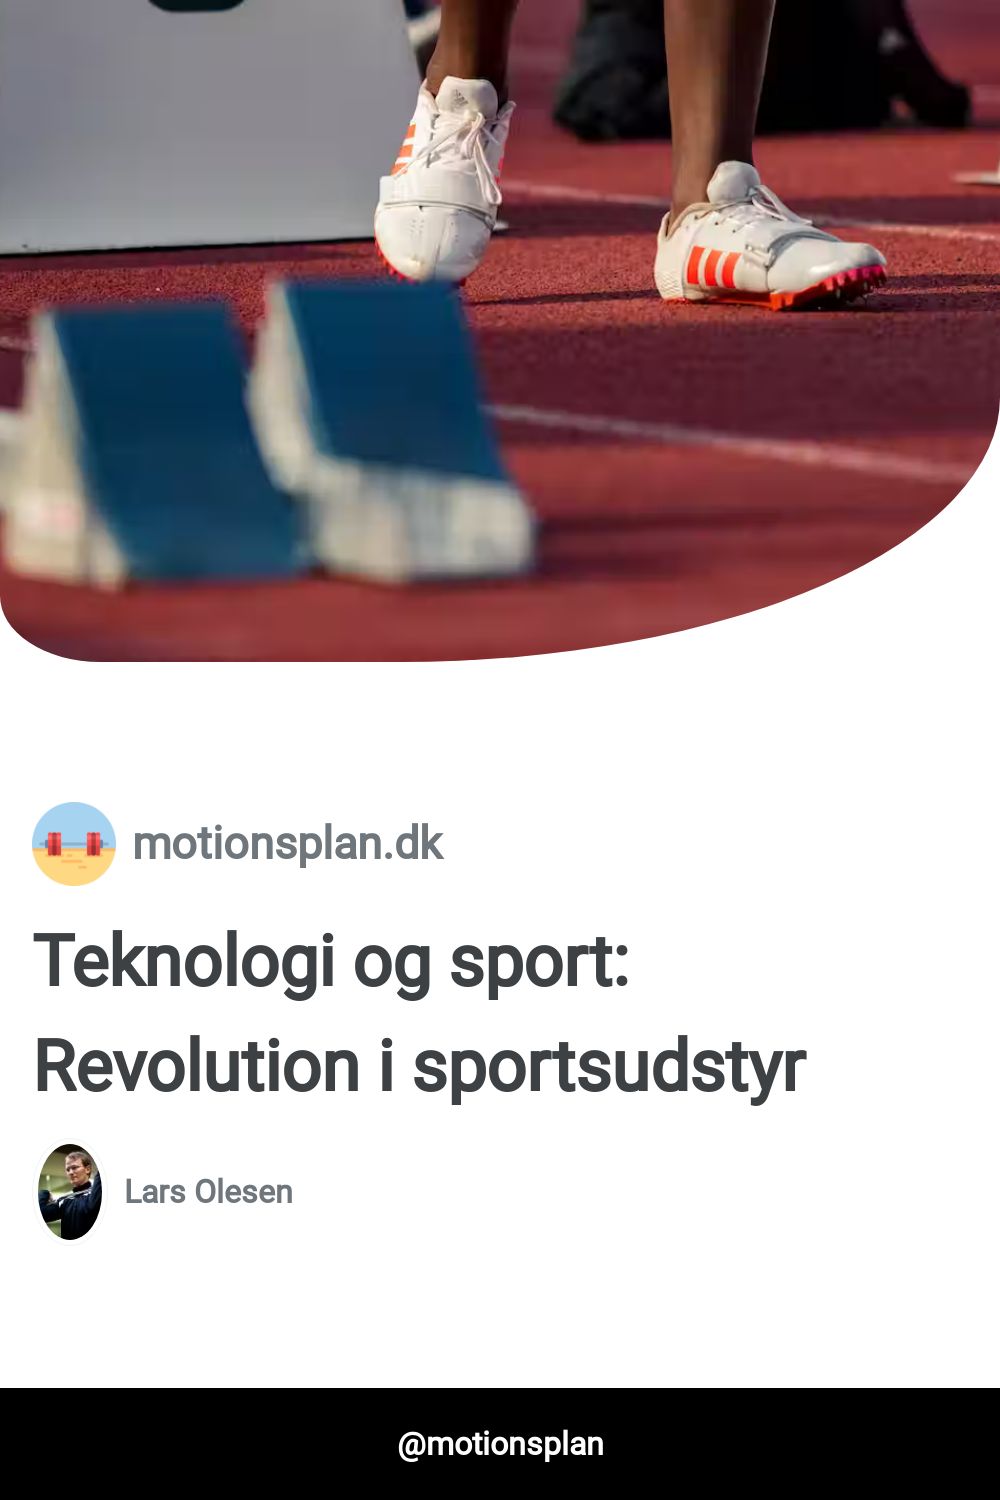 motionsplan.dk
Teknologi og sport:
Revolution i sportsudstyr
Lars Olesen
@motionsplan